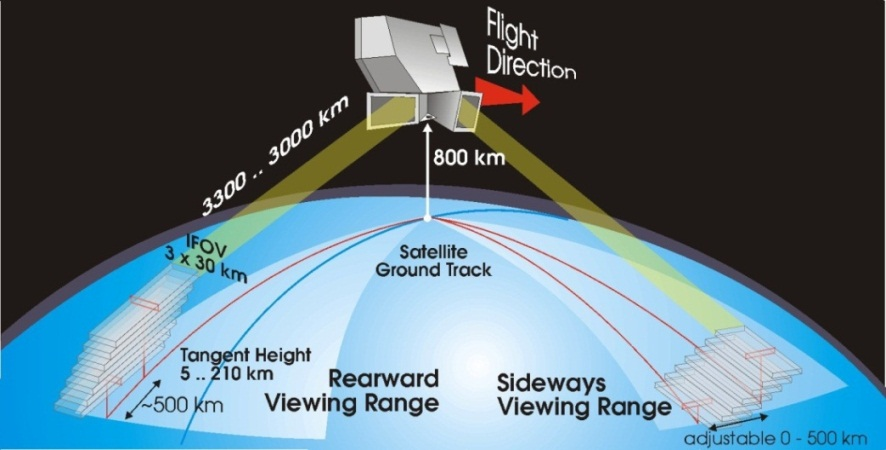 Flight
Direction
3300 .. 3000 km
800 km
IFOV
3 x 30 km
Satellite
Ground Track
Tangent Height
5 .. 210 km
~500 km
Rearward
Viewing Range
Sideways
Viewing Range
adjustable 0 - 500 km